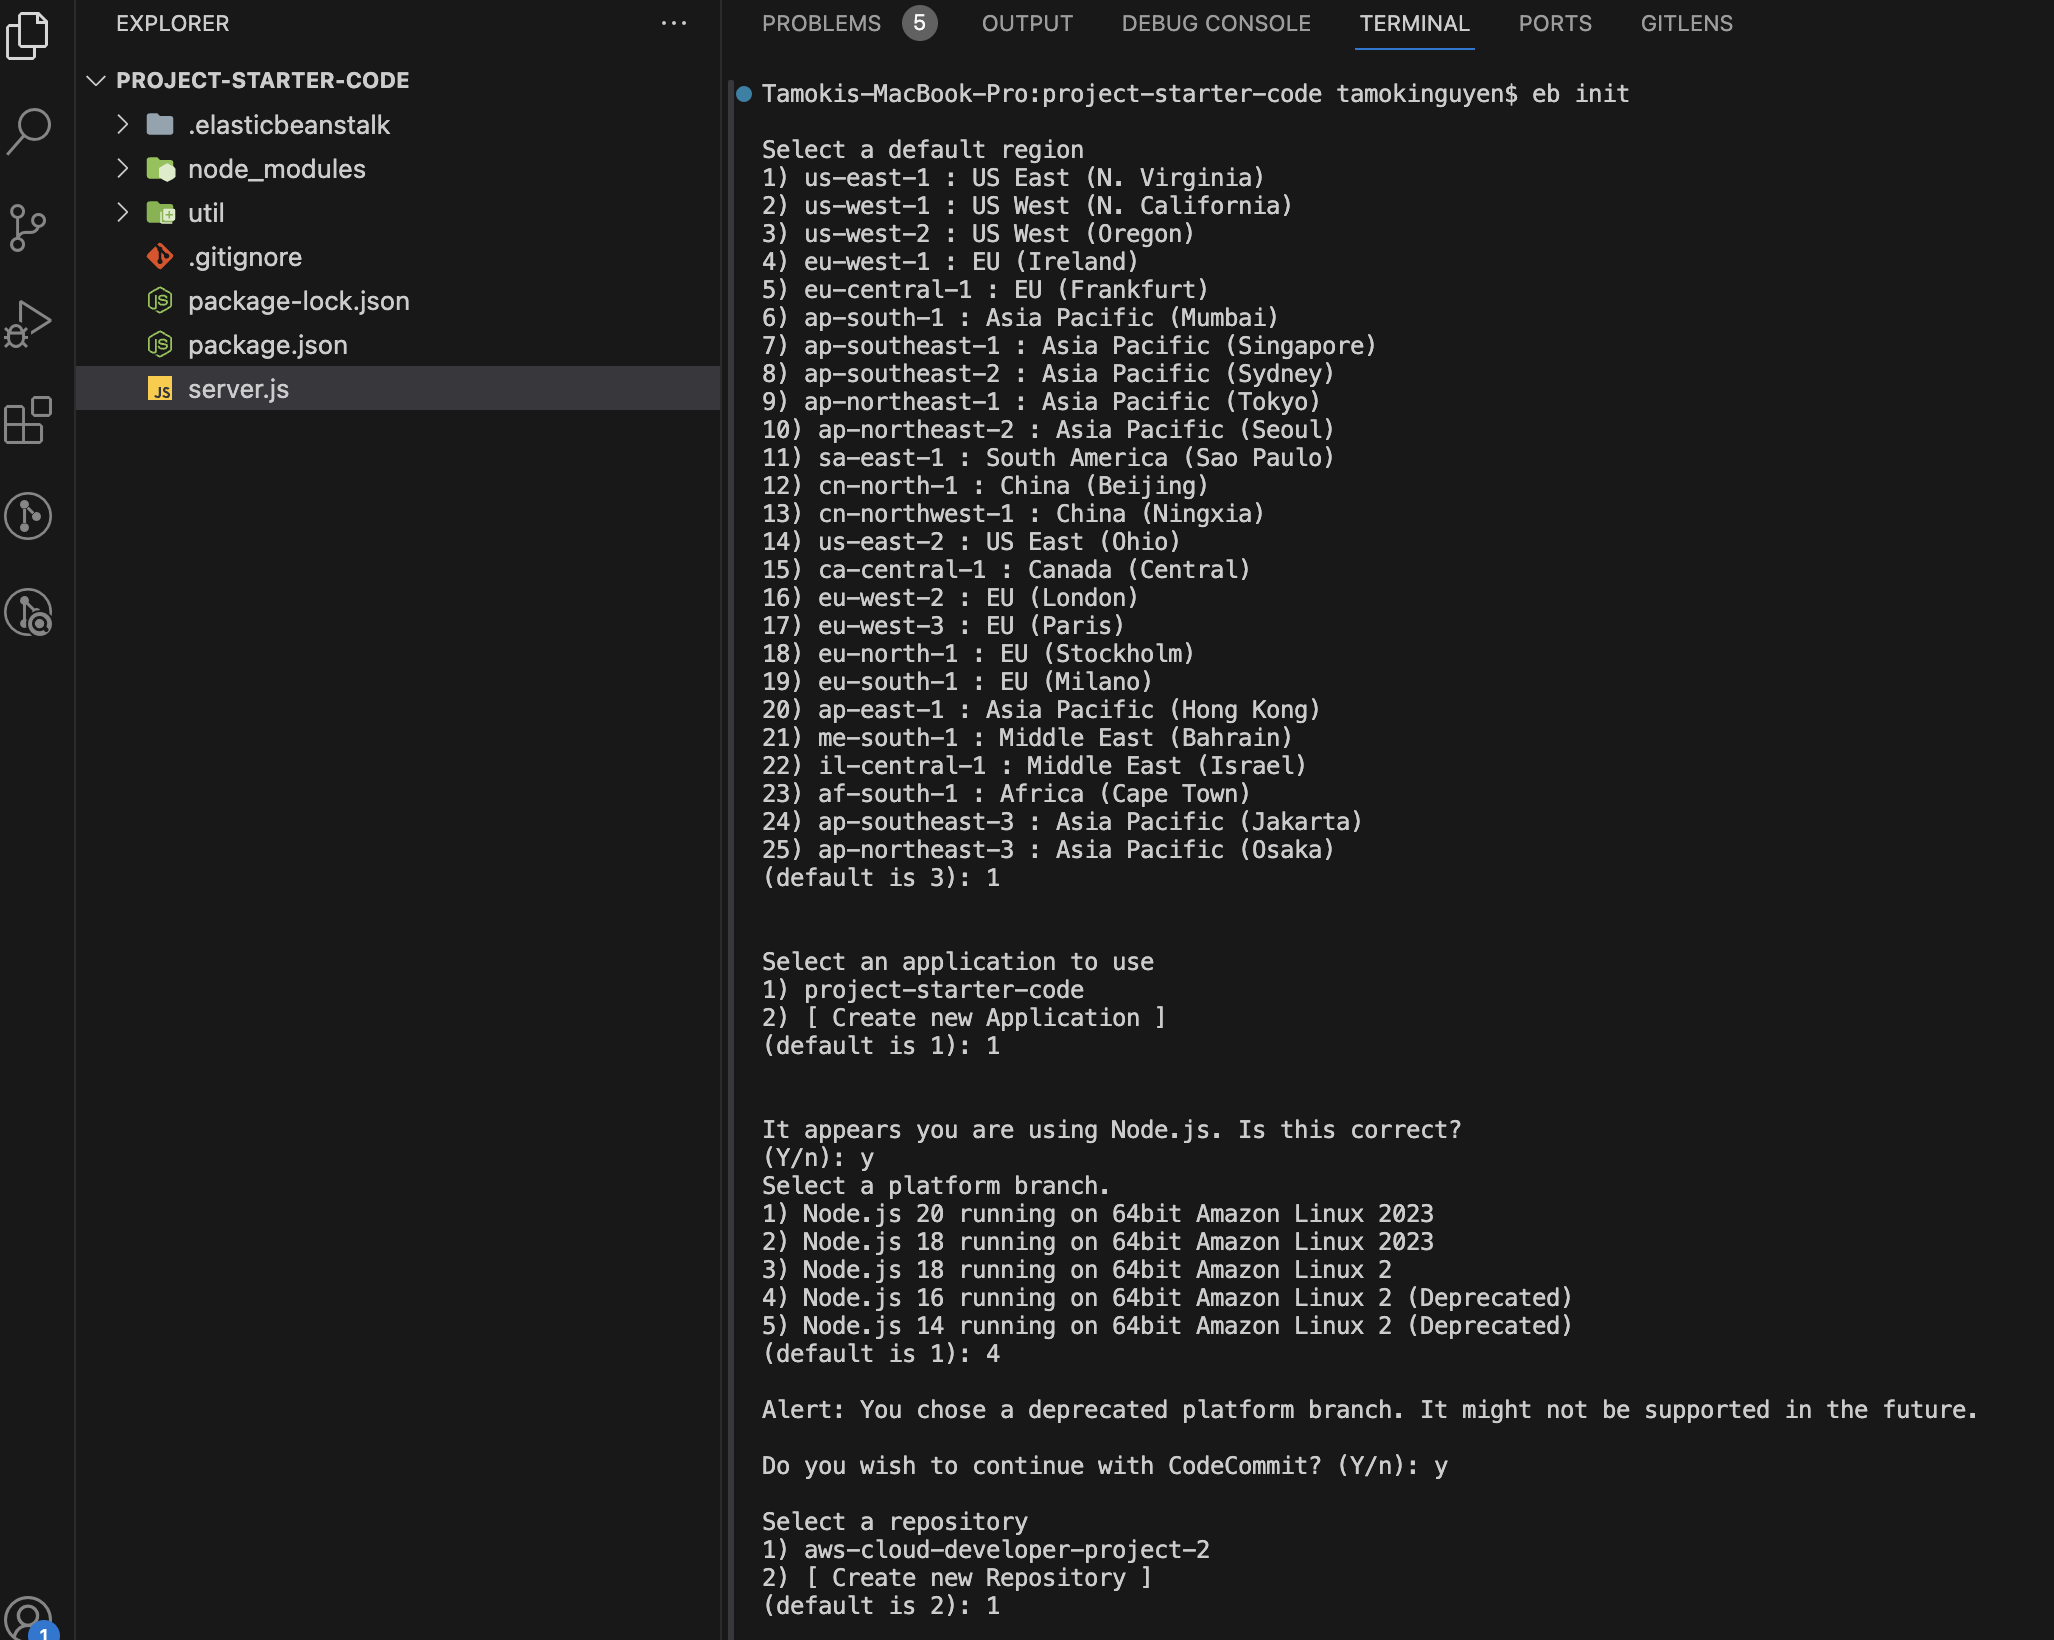 EXPLORER
PROJECT-STARTER-CODE
.elasticbeanstalk
node_modules
util
.gitignore
package-lock.json
package.json
JS server.js
1
PROBLEMS 5 OUTPUT DEBUG CONSOLE TERMINAL PORTS GITLENS
Tamokis-MacBook-Pro:project-starter-code tamokinguyen$ eb init
Select a default region
1) us-east-1 : US East (N. Virginia)
2) us-west-1 : US West (N. California)
3) us-west-2 : US West (Oregon)
4) eu-west-1 : EU (Ireland)
5) eu-central-1 : EU (Frankfurt)
6) ap-south-1 : Asia Pacific (Mumbai)
7) ap-southeast-1 : Asia Pacific (Singapore)
8) ap-southeast-2 : Asia Pacific (Sydney)
9) ap-northeast-1 : Asia Pacific (Tokyo)
10) ap-northeast-2 : Asia Pacific (Seoul)
11) sa-east-1 : South America (Sao Paulo)
12) cn-north-1 : China (Beijing)
13) cn-northwest-1 : China (Ningxia)
14) us-east-2 : US East (Ohio)
15) ca-central-1 : Canada (Central)
16) eu-west-2 : EU (London)
17) eu-west-3 : EU (Paris)
18) eu-north-1 : EU (Stockholm)
19) eu-south-1 : EU (Milano)
20) ap-east-1 : Asia Pacific (Hong Kong)
21) me-south-1 : Middle East (Bahrain)
22) il-central-1 : Middle East (Israel)
23) af-south-1 : Africa (Cape Town)
24) ap-southeast-3 : Asia Pacific (Jakarta)
25) ap-northeast-3 : Asia Pacific (Osaka)
(default is 3): 1
Select an application to use
1) project-starter-code
2) [ Create new Application ]
(default is 1): 1
It appears you are using Node.js. Is this correct?
(Y/n): y
Select a platform branch.
1) Node.js 20 running on 64bit Amazon Linux 2023
2) Node.js 18 running on 64bit Amazon Linux 2023
3) Node.js 18 running on 64bit Amazon Linux 2
4) Node.js 16 running on 64bit Amazon Linux 2 (Deprecated)
5) Node.js 14 running on 64bit Amazon Linux 2 (Deprecated)
(default is 1): 4
Alert: You chose a deprecated platform branch. It might not be supported in the future.
Do you wish to continue with CodeCommit? (Y/n): y
Select a repository
1) aws-cloud-developer-project-2
2) [ Create new Repository ]
(default is 2): 1